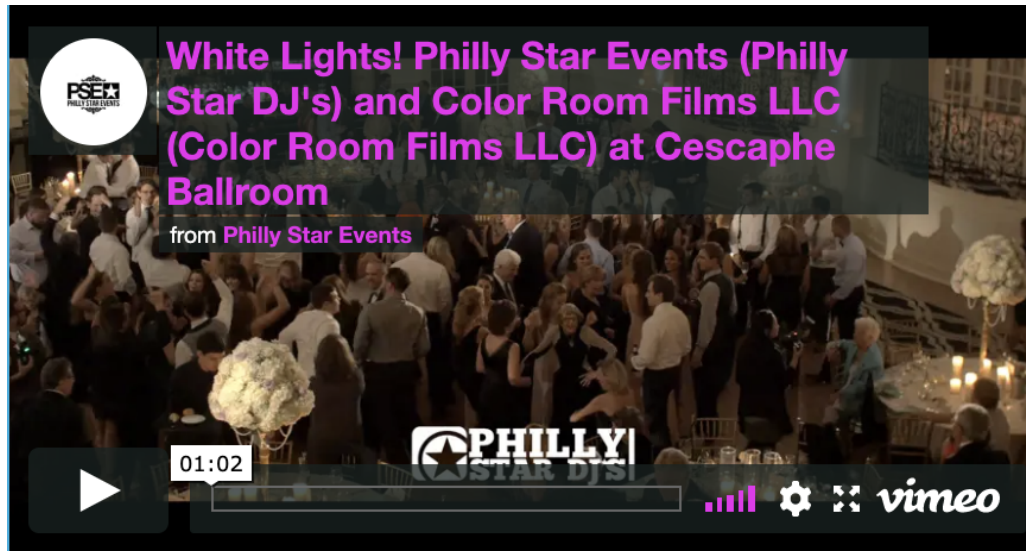 PSE★
PHILLY STAR EVENTS
White Lights! Philly Star Events (Philly
Star DJ's) and Color Room Films LLC
(Color Room Films LLC) at Cescaphe
Ballroom
from Philly Star Events
PHILLY
STAR DJ'S
01:02
vimeo